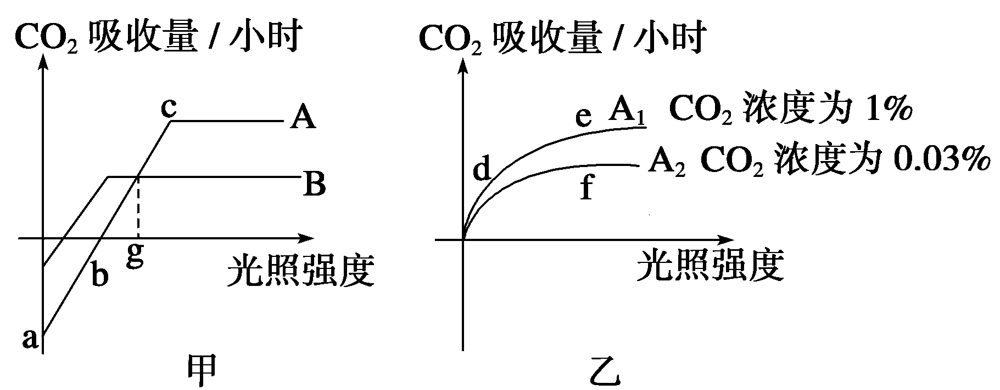 CO₂ 吸收量 / 小时
c
A
B
g
b
光照强度
a
甲
CO₂ 吸收量 / 小时
e A₁ CO₂ 浓度为 1%
d
A₂ CO₂ 浓度为 0.03%
f
光照强度
乙